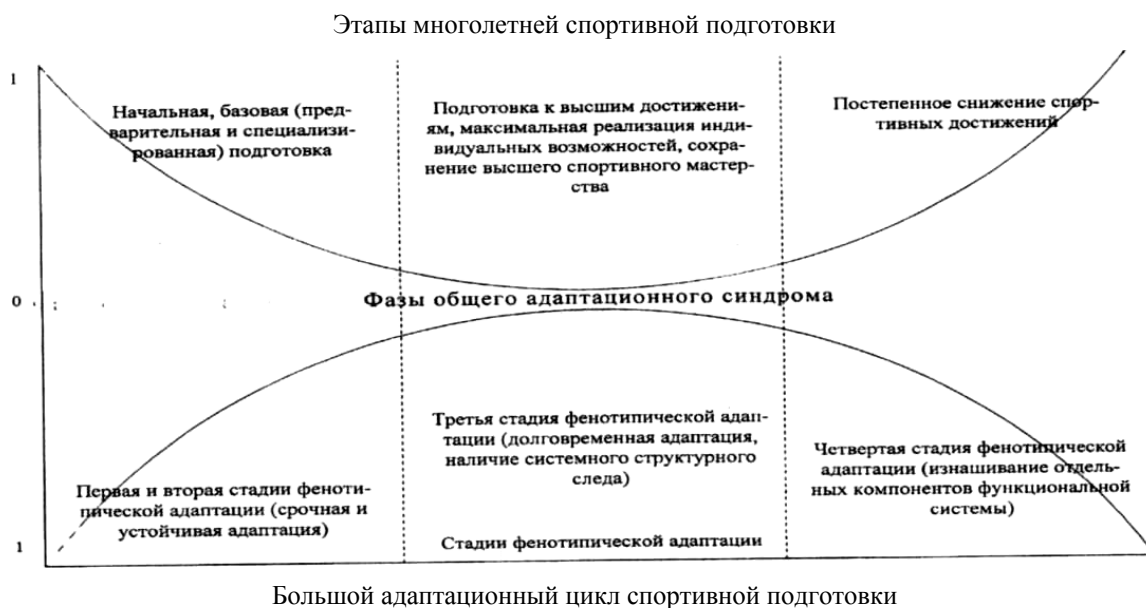 Этапы многолетней спортивной подготовки
1
Начальная, базовая (пред-
варительная и специализи-
рованная) подготовка
Подготовка к высшим достижени-
ям, максимальная реализация инди-
видуальных возможностей, сохра-
нение высшего спортивного мастер-
ства
Постепенное снижение спор-
тивных достижений
0
Фазы общего адаптационного синдрома
Первая и вторая стадии феноти-
пической адаптации (срочная и
устойчивая адаптация)
Третья стадия фенотипической адап-
тации (долговременная адаптация,
наличие системного структурного
следа)
Четвертая стадия фенотипической
адаптации (изнашивание отдель-
ных компонентов функциональной
системы)
1
Стадии фенотипической адаптации
Большой адаптационный цикл спортивной подготовки